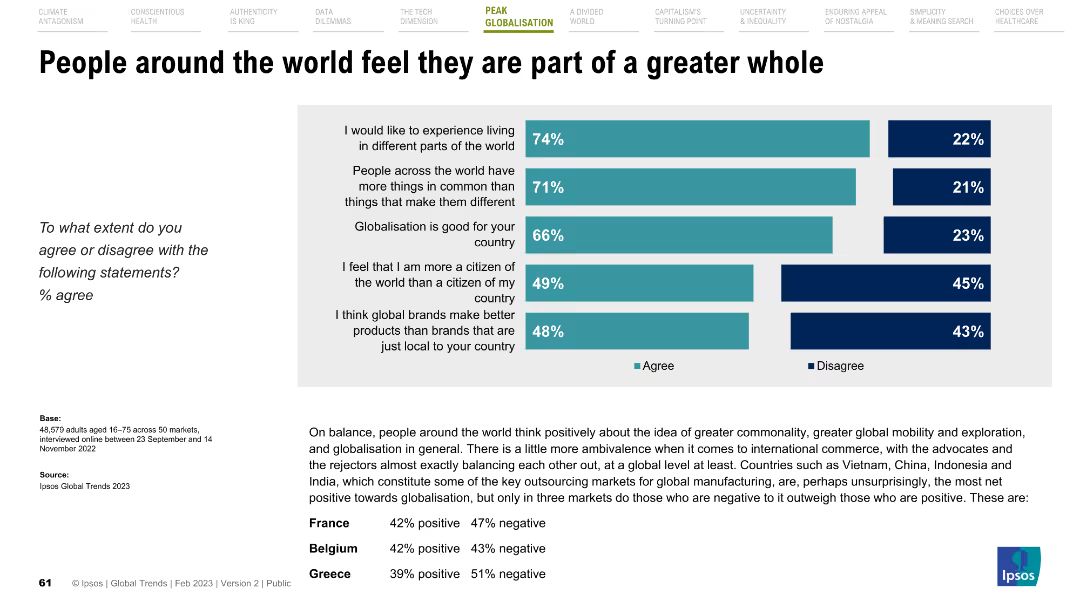 CLIMATE
ANTAGONISM
CONSCIENTIOUS
HEALTH
AUTHENTICITY
IS KING
DATA
DILEMMAS
THE TECH
DIMENSION
PEAK
GLOBALISATION
A DIVIDED
WORLD
CAPITALISM'S
TURNING POINT
UNCERTAINTY
& INEQUALITY
ENDURING APPEAL
OF NOSTALGIA
SIMPLICITY
& MEANING SEARCH
CHOICES OVER
HEALTHCARE
People around the world feel they are part of a greater whole
To what extent do you
agree or disagree with the
following statements?
% agree
I would like to experience living
in different parts of the world
74%
22%
People across the world have
more things in common than
things that make them different
71%
21%
Globalisation is good for your
country
66%
23%
I feel that I am more a citizen of
the world than a citizen of my
country
49%
45%
I think global brands make better
products than brands that are
just local to your country
48%
43%
Agree
Disagree
Base:
48,579 adults aged 16–75 across 50 markets,
interviewed online between 23 September and 14
November 2022
Source:
Ipsos Global Trends 2023
On balance, people around the world think positively about the idea of greater commonality, greater global mobility and exploration,
and globalisation in general. There is a little more ambivalence when it comes to international commerce, with the advocates and
the rejectors almost exactly balancing each other out, at a global level at least. Countries such as Vietnam, China, Indonesia and
India, which constitute some of the key outsourcing markets for global manufacturing, are, perhaps unsurprisingly, the most net
positive towards globalisation, but only in three markets do those who are negative to it outweigh those who are positive. These are:
France 42% positive 47% negative
Belgium 42% positive 43% negative
Greece 39% positive 51% negative
61 © Ipsos | Global Trends | Feb 2023 | Version 2 | Public
Ipsos